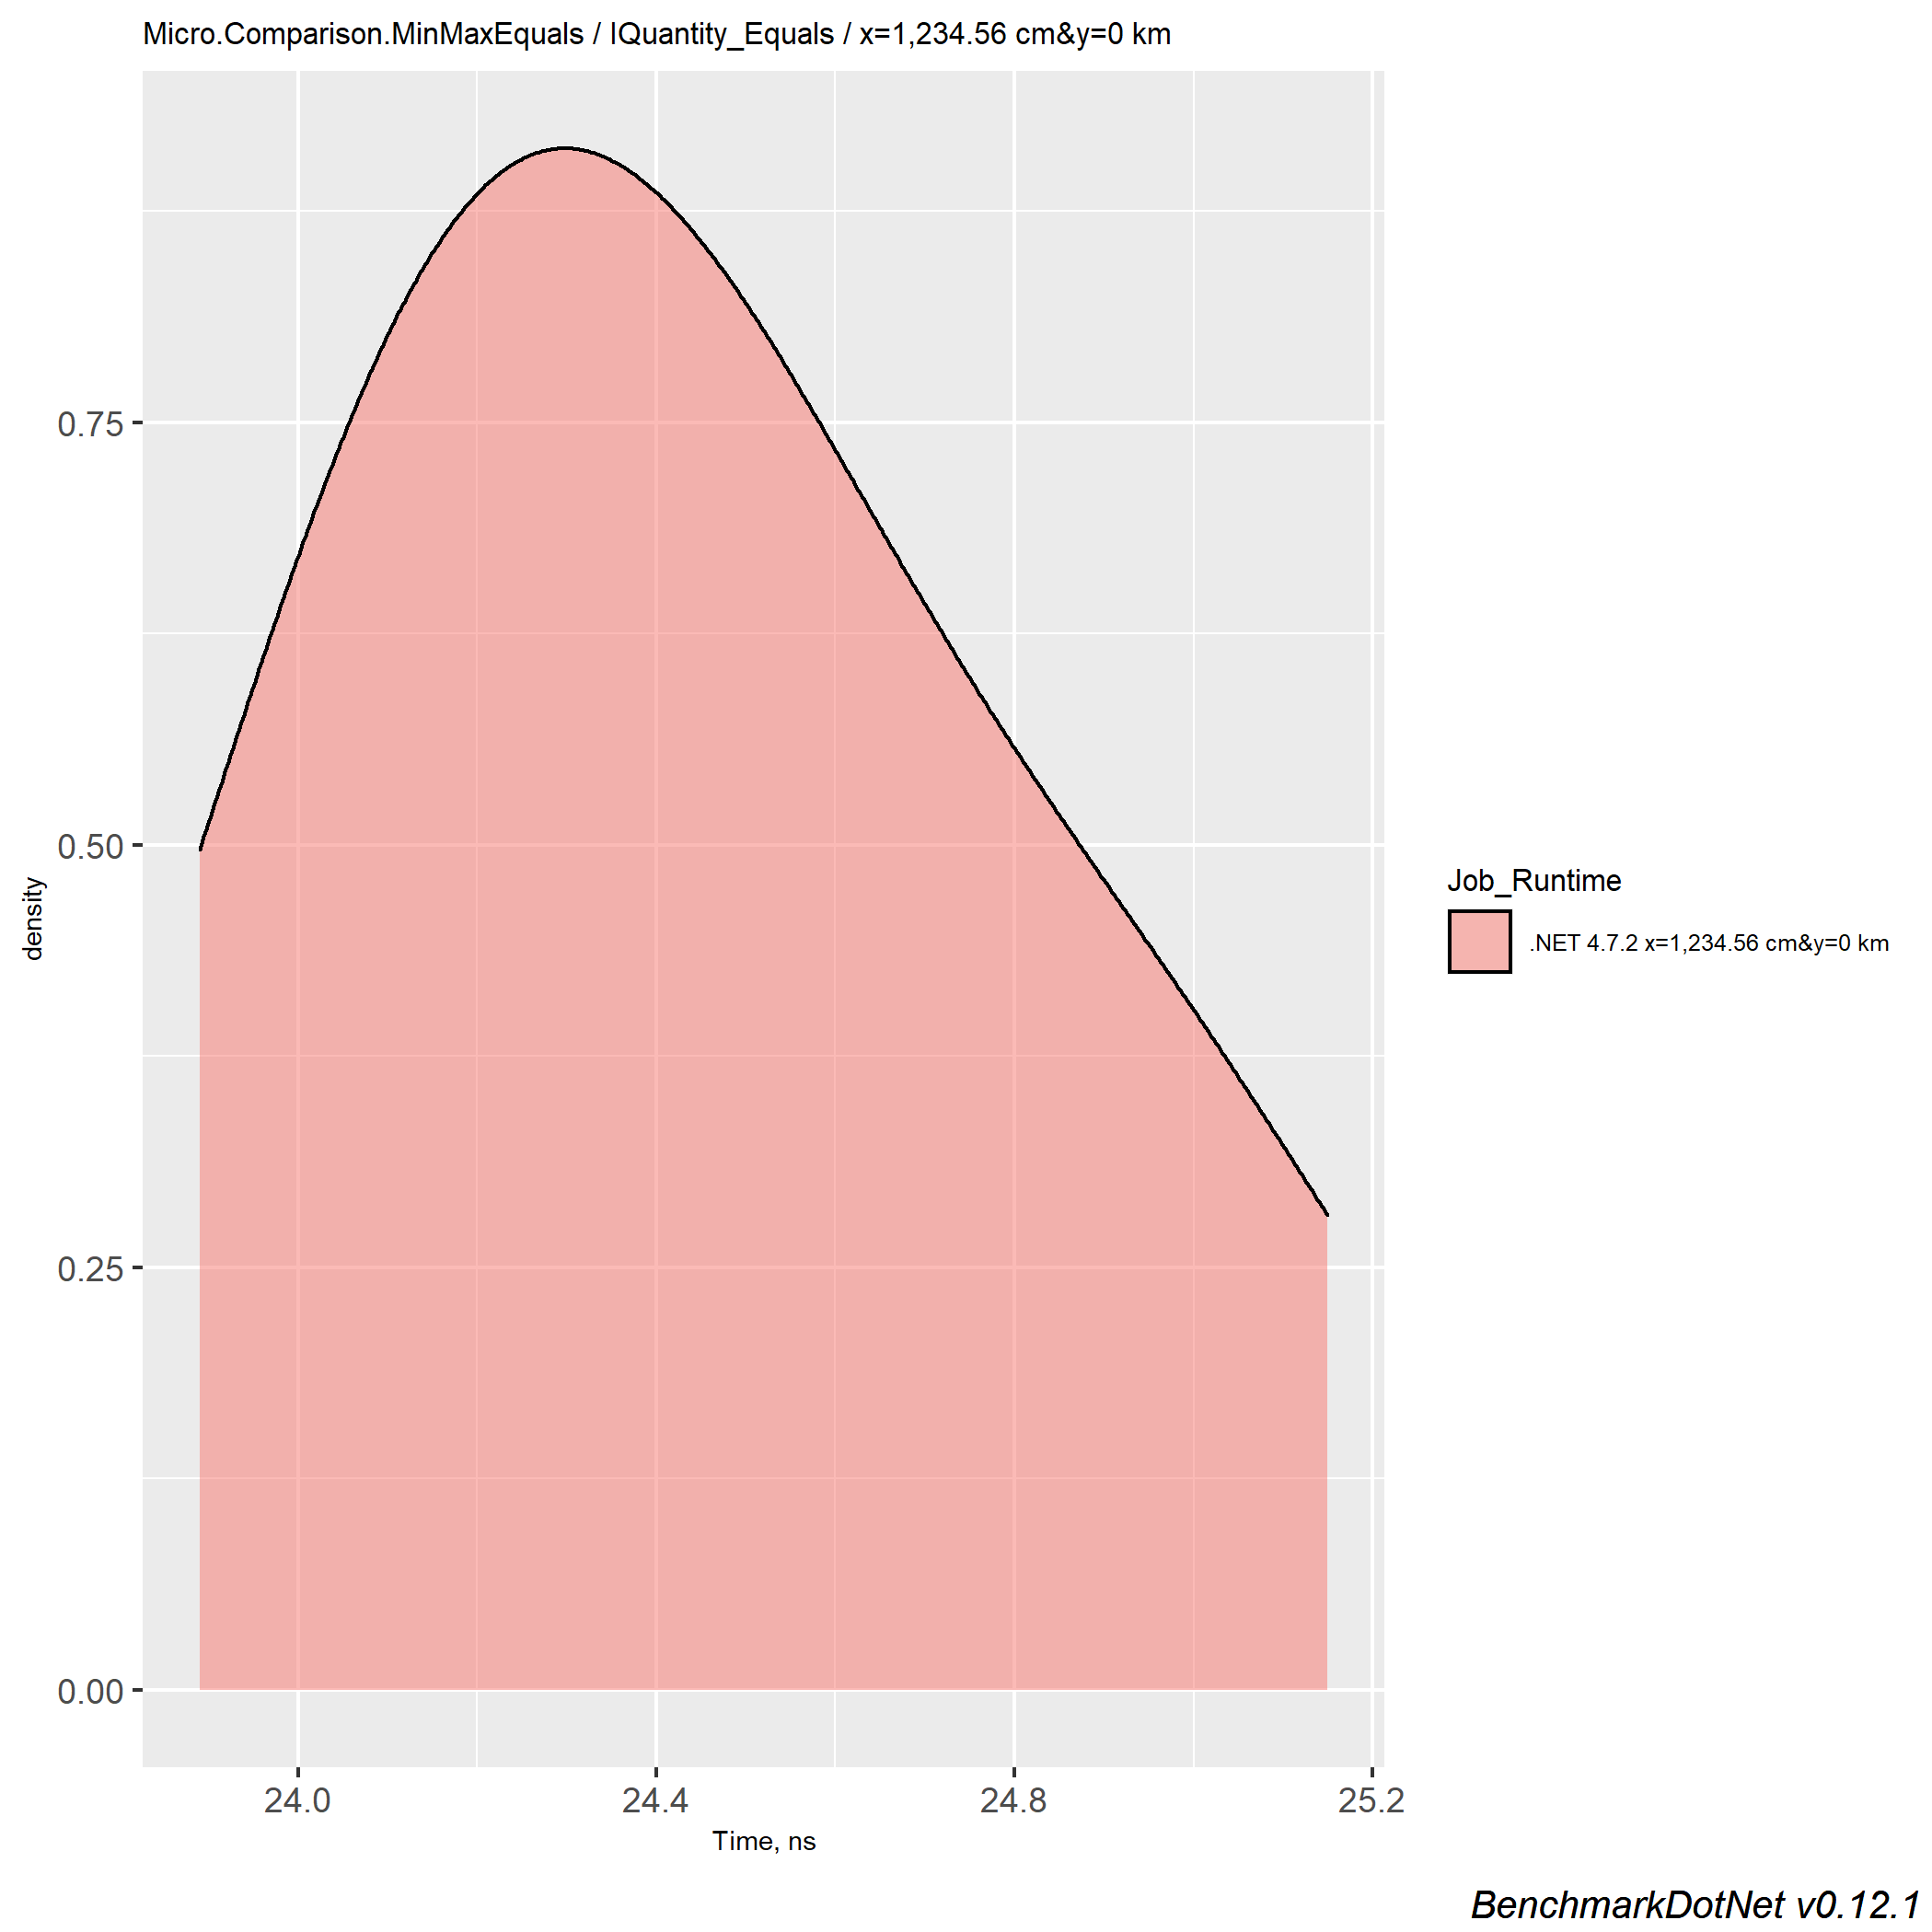 Micro.Comparison.MinMaxEquals / IQuantity_Equals / x=1,234.56 cm&y=0 km
0.75
0.50
0.25
0.00
density
24.0 24.4 24.8 25.2
Time, ns
Job_Runtime
.NET 4.7.2 x=1,234.56 cm&y=0 km
BenchmarkDotNet v0.12.1